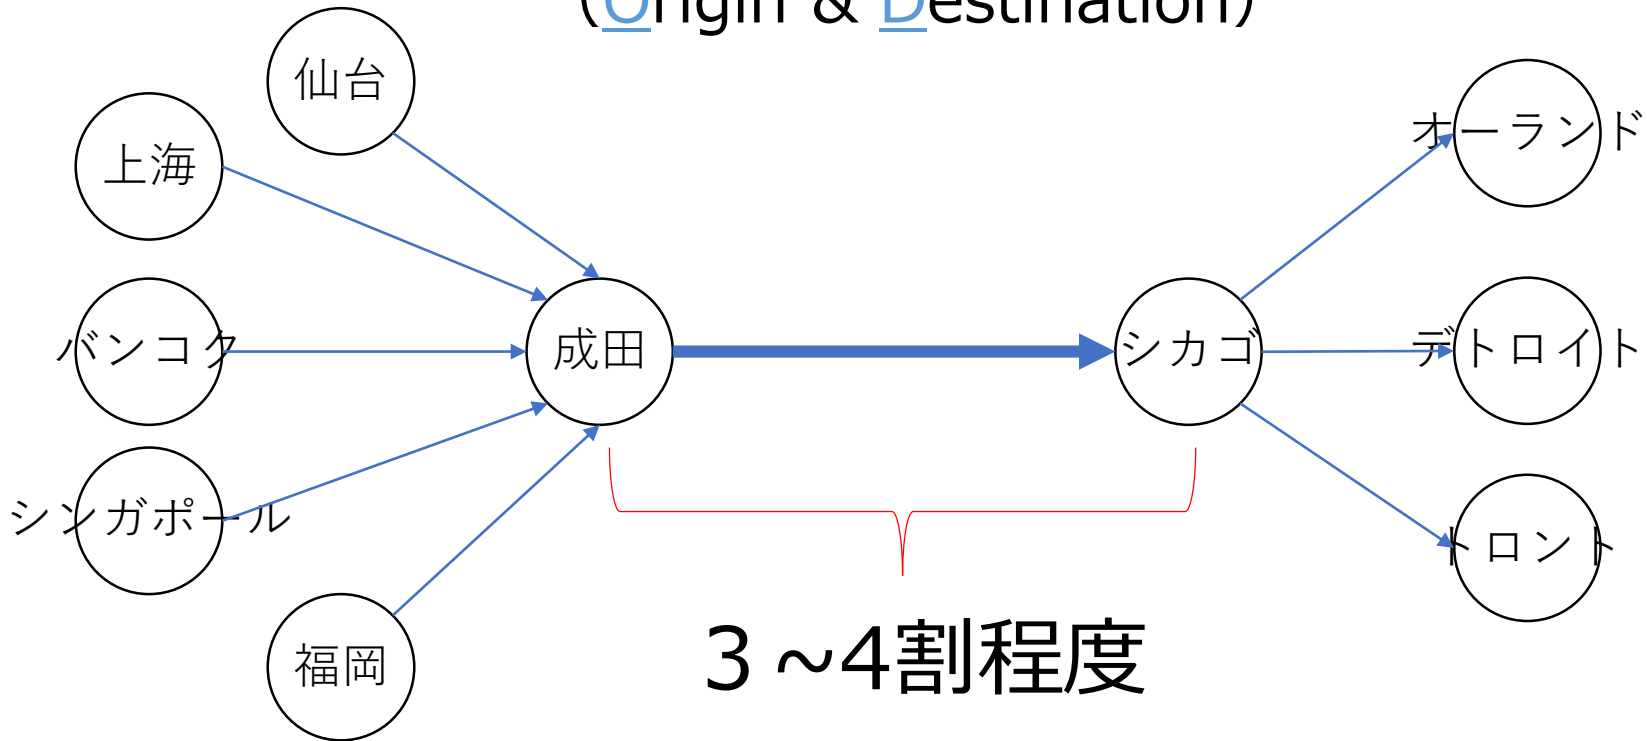 (Origin & Destination)
仙台
上海
バンコク
シンガポール
福岡
成田
シカゴ
オーランド
デトロイト
トロント
3~4割程度